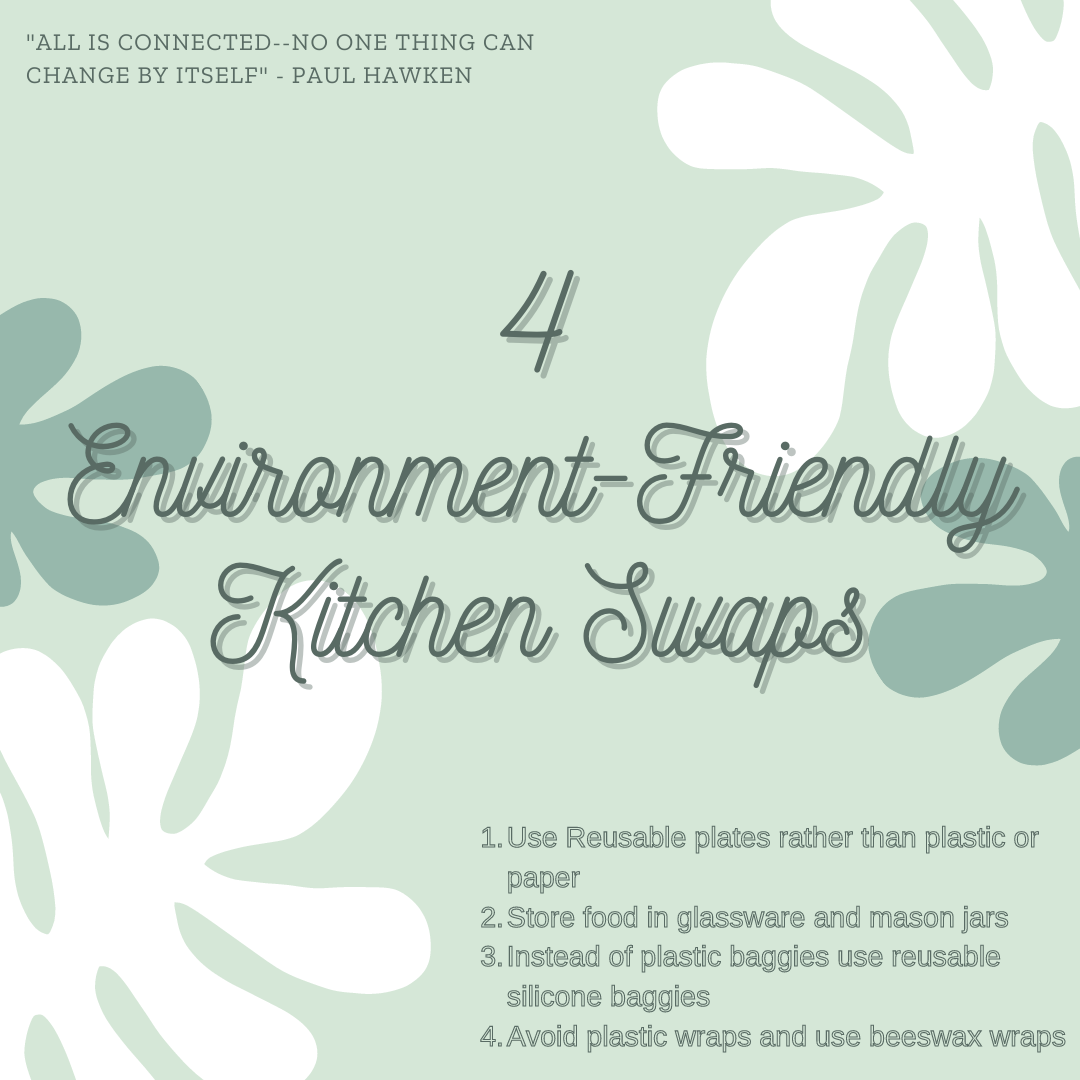 "ALL IS CONNECTED--NO ONE THING CAN
CHANGE BY ITSELF" - PAUL HAWKEN
4
Environment-Friendly
Kitchen Swaps
1. Use Reusable plates rather than plastic or
paper
2. Store food in glassware and mason jars
3. Instead of plastic baggies use reusable
silicone baggies
4. Avoid plastic wraps and use beeswax wraps